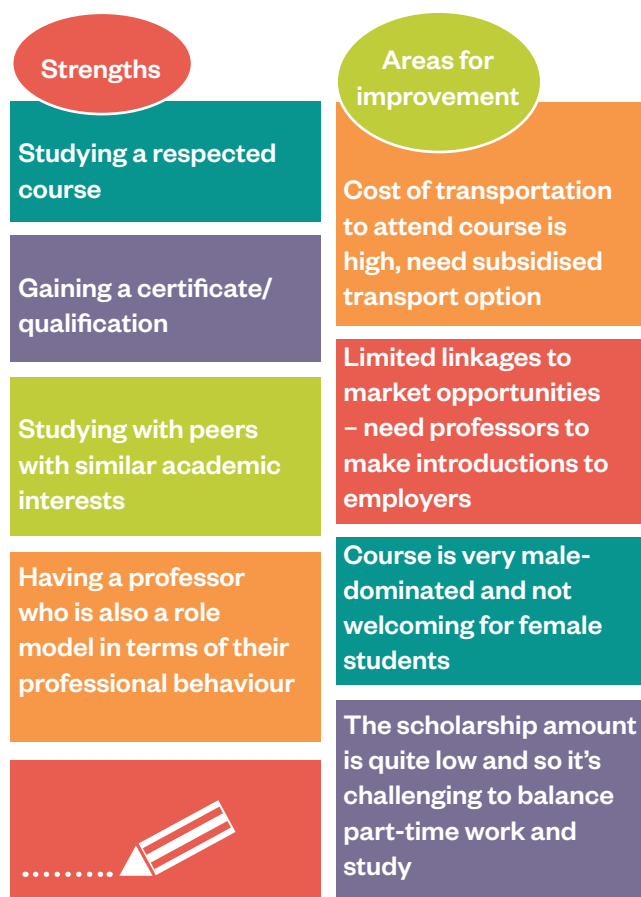 Strengths
Studying a respected
course
Gaining a certificate/
qualification
Studying with peers
with similar academic
interests
Having a professor
who is also a role
model in terms of their
professional behaviour
Areas for
improvement
Cost of transportation
to attend course is
high, need subsidised
transport option
Limited linkages to
market opportunities
– need professors to
make introductions to
employers
Course is very male-
dominated and not
welcoming for female
students
The scholarship amount
is quite low and so it’s
challenging to balance
part-time work and
study